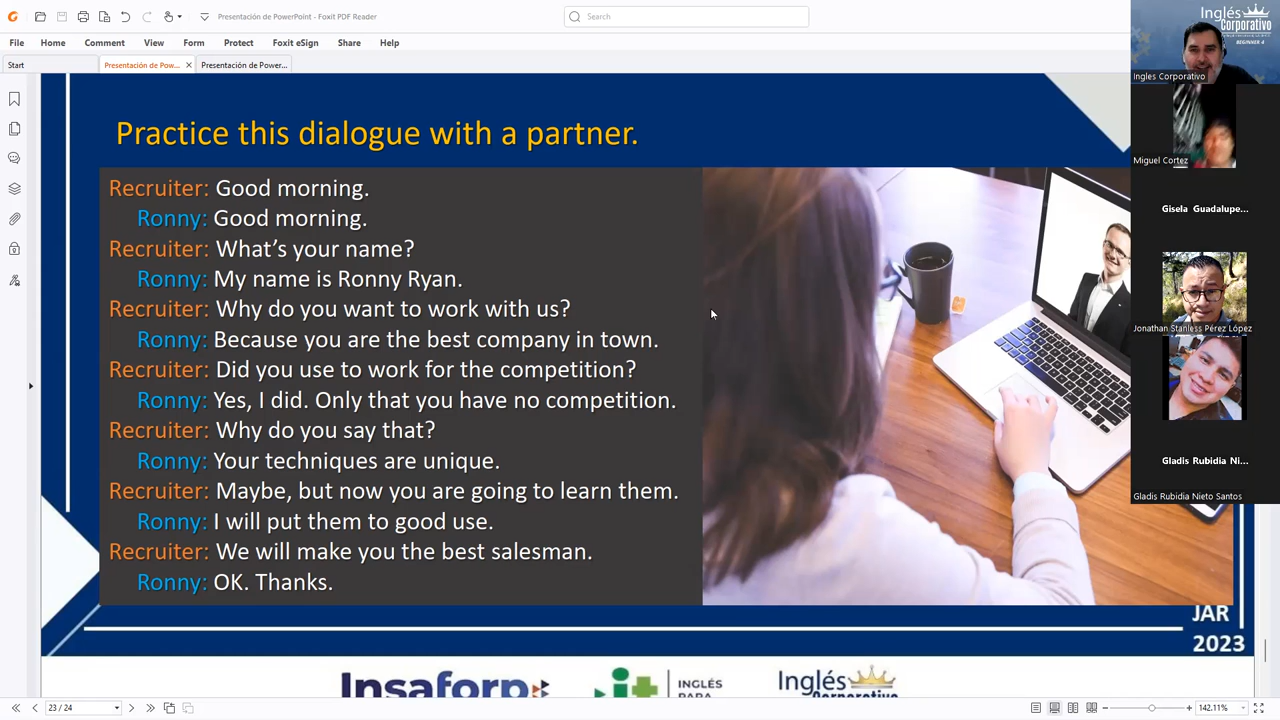 Presentación de PowerPoint - Foxit PDF Reader
Search
File Home Comment View Form Protect Foxit eSign Share Help
Start
Presentación de Pow...
Presentación de Power...
Practice this dialogue with a partner.
Recruiter: Good morning.
Ronny: Good morning.
Recruiter: What's your name?
Ronny: My name is Ronny Ryan.
Recruiter: Why do you want to work with us?
Ronny: Because you are the best company in town.
Recruiter: Did you use to work for the competition?
Ronny: Yes, I did. Only that you have no competition.
Recruiter: Why do you say that?
Ronny: Your techniques are unique.
Recruiter: Maybe, but now you are going to learn them.
Ronny: I will put them to good use.
Recruiter: We will make you the best salesman.
Ronny: OK. Thanks.
JAR
2023
Insaforp
INGLÉS
PARA
Inglés
Corporativo
Inglés
Corporativo
BEGINNER 4
Ingles Corporativo
Miguel Cortez
Gisela Guadalupe...
Jonathan Stanless Pérez López
Gladis Rubidia Ni...
Gladis Rubidia Nieto Santos
23 / 24
142.11%